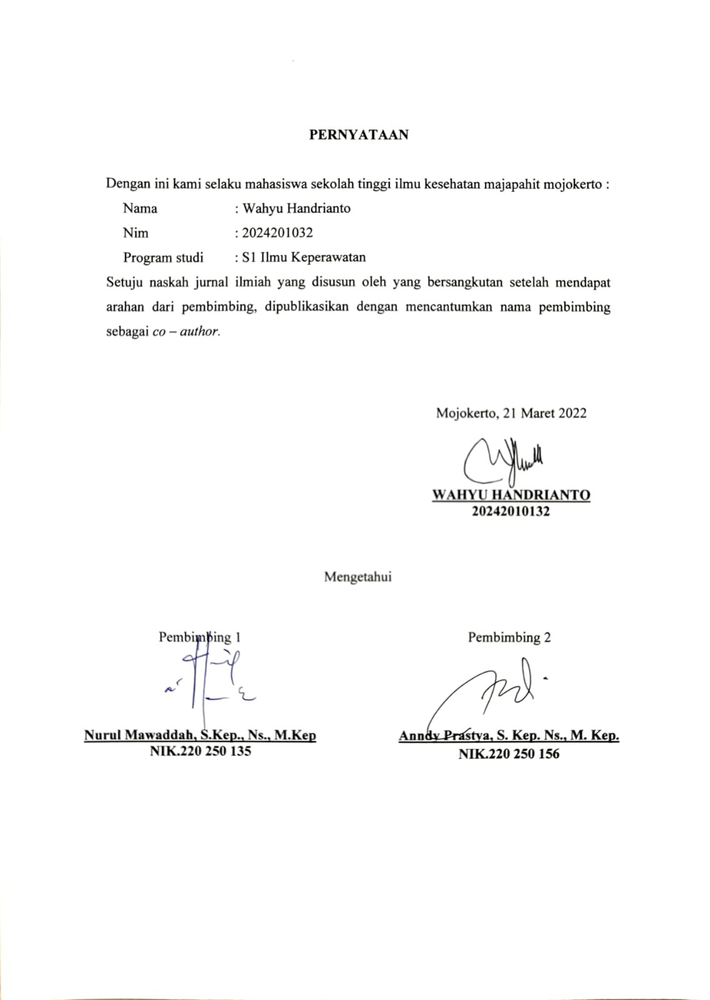 PERNYATAAN
Dengan ini kami selaku mahasiswa sekolah tinggi ilmu kesehatan majapahit mojokerto :
Nama : Wahyu Handrianto
Nim : 2024201032
Program studi : S1 Ilmu Keperawatan
Setuju naskah jurnal ilmiah yang disusun oleh yang bersangkutan setelah mendapat
arahan dari pembimbing, dipublikasikan dengan mencantumkan nama pembimbing
sebagai co – author.
Mojokerto, 21 Maret 2022
WAHYU HANDRIANTO
20242010132
Mengetahui
Pembimbing 1 Pembimbing 2
Nurul Mawaddah, S.Kep., Ns., M.Kep Anndy Prastya, S. Kep. Ns., M. Kep.
NIK.220 250 135 NIK.220 250 156